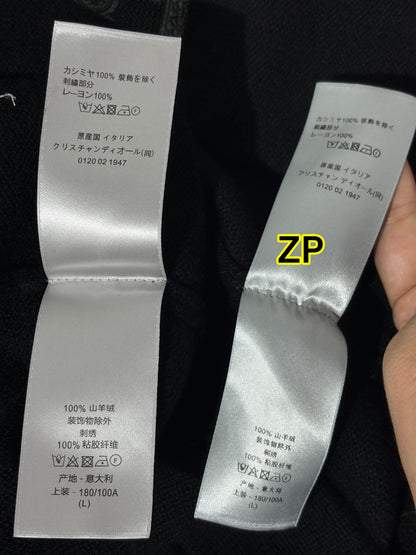 カシミヤ100% 装飾を除く
刺繍部分
レーヨン100%
原産国 イタリア
クリスチャンディオール(同)
0120 02 1947
100% 山羊绒
装饰物除外
刺绣
100% 粘胶纤维
产地 - 意大利
上装 - 180/100A
(L)
カシミヤ100% 装飾を除く
刺繍部分
レーヨン100%
原産国 イタリア
クリスチャン ディオール(同)
0120 02 1947
ZP
100% 山羊绒
装饰物除外
刺绣
100% 粘胶纤维
产地 - 意大利
上装 - 180/100A
(L)